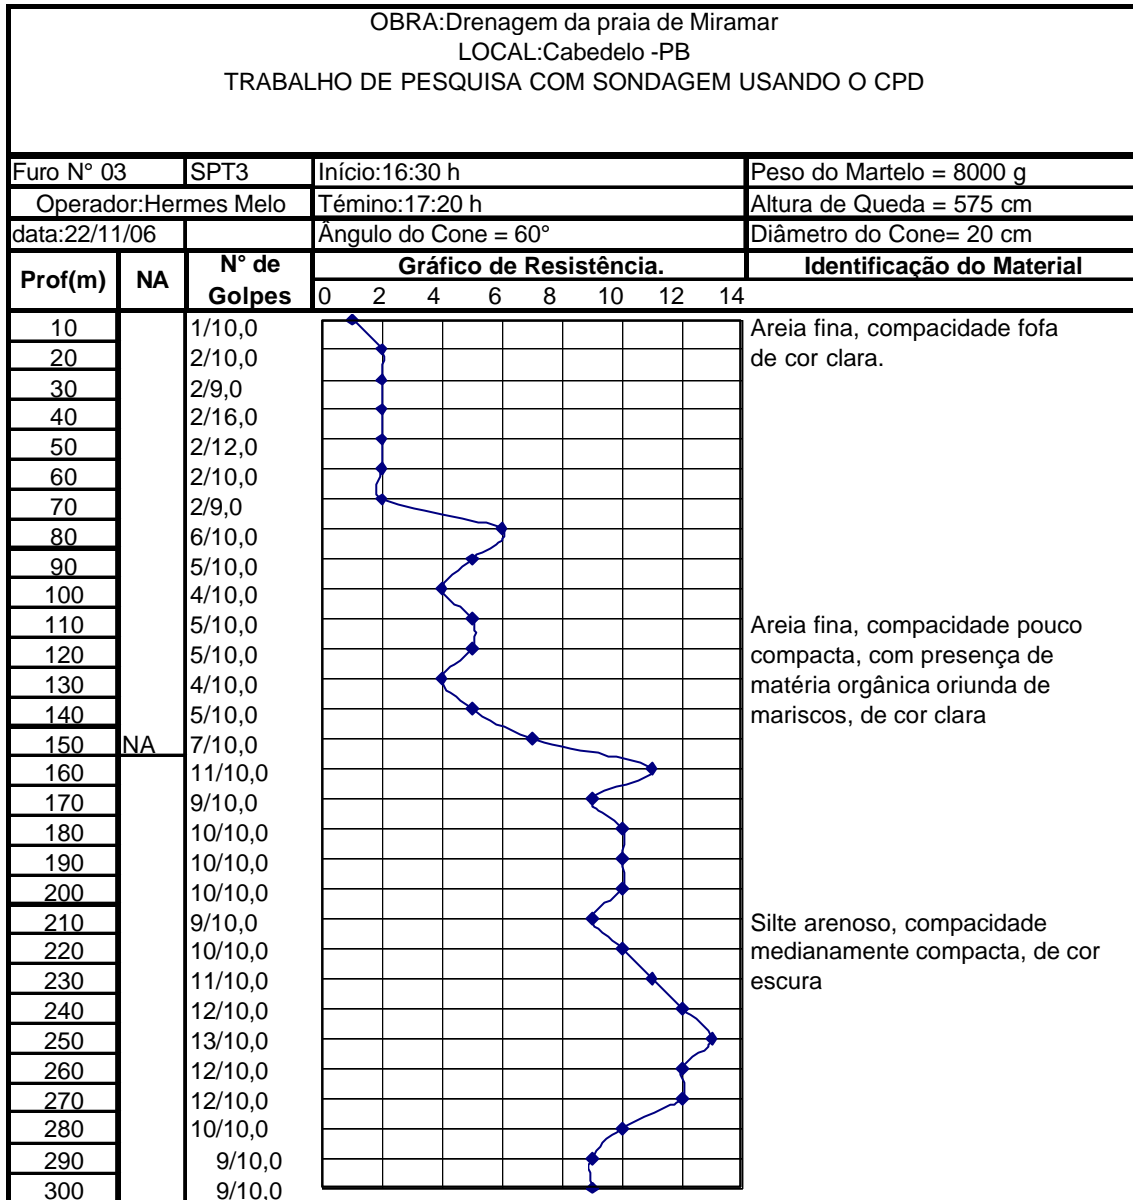 OBRA:Drenagem da praia de Miramar
LOCAL:Cabedelo -PB
TRABALHO DE PESQUISA COM SONDAGEM USANDO O CPD
Furo N° 03 SPT3 Início:16:30 h Peso do Martelo = 8000 g
Operador:Hermes Melo Témino:17:20 h Altura de Queda = 575 cm
data:22/11/06 Ângulo do Cone = 60° Diâmetro do Cone= 20 cm
Prof(m) NA N° de Golpes Gráfico de Resistência. Identificação do Material
0 2 4 6 8 10 12 14
10 1/10,0 Areia fina, compacidade fofa
20 2/10,0 de cor clara.
30 2/9,0
40 2/16,0
50 2/12,0
60 2/10,0
70 2/9,0
80 6/10,0
90 5/10,0
100 4/10,0
110 5/10,0 Areia fina, compacidade pouco
120 5/10,0 compacta, com presença de
130 4/10,0 matéria orgânica oriunda de
140 5/10,0 mariscos, de cor clara
150 NA 7/10,0
160 11/10,0
170 9/10,0
180 10/10,0
190 10/10,0
200 10/10,0
210 9/10,0 Silte arenoso, compacidade
220 10/10,0 medianamente compacta, de cor
230 11/10,0 escura
240 12/10,0
250 13/10,0
260 12/10,0
270 12/10,0
280 10/10,0
290 9/10,0
300 9/10,0